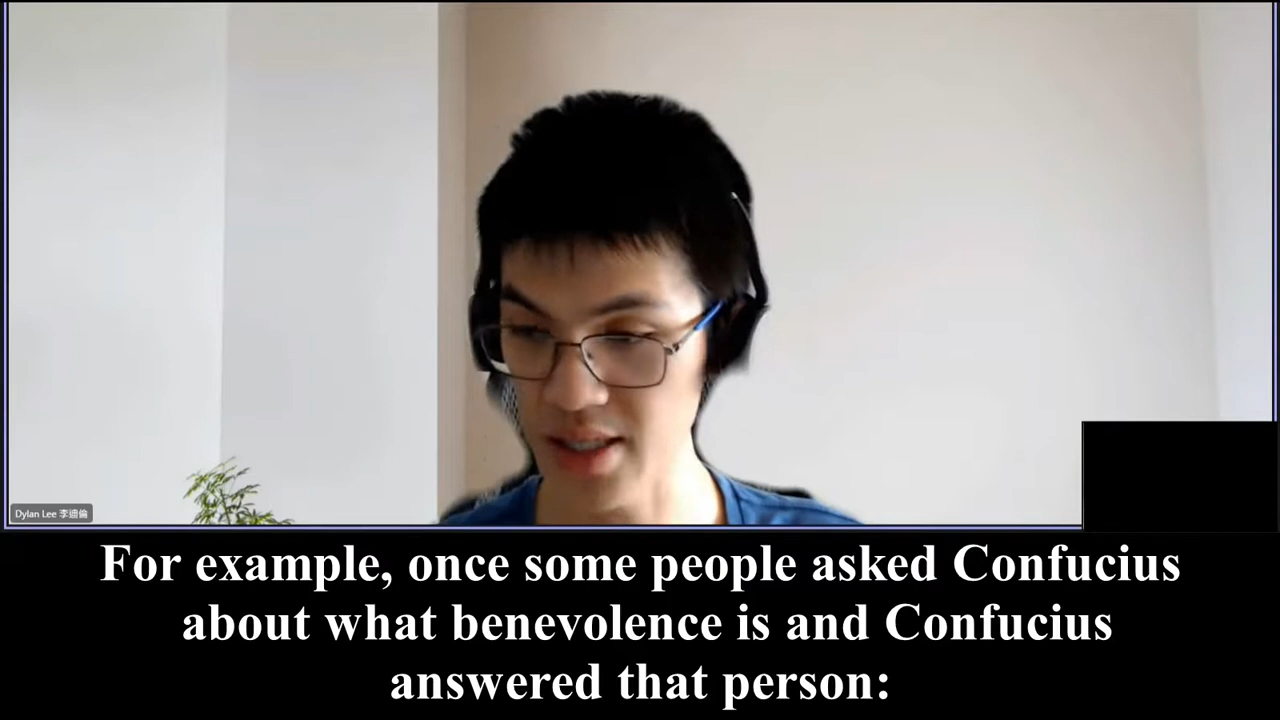 Dylan Lee 李迪倫
For example, once some people asked Confucius
about what benevolence is and Confucius
answered that person: